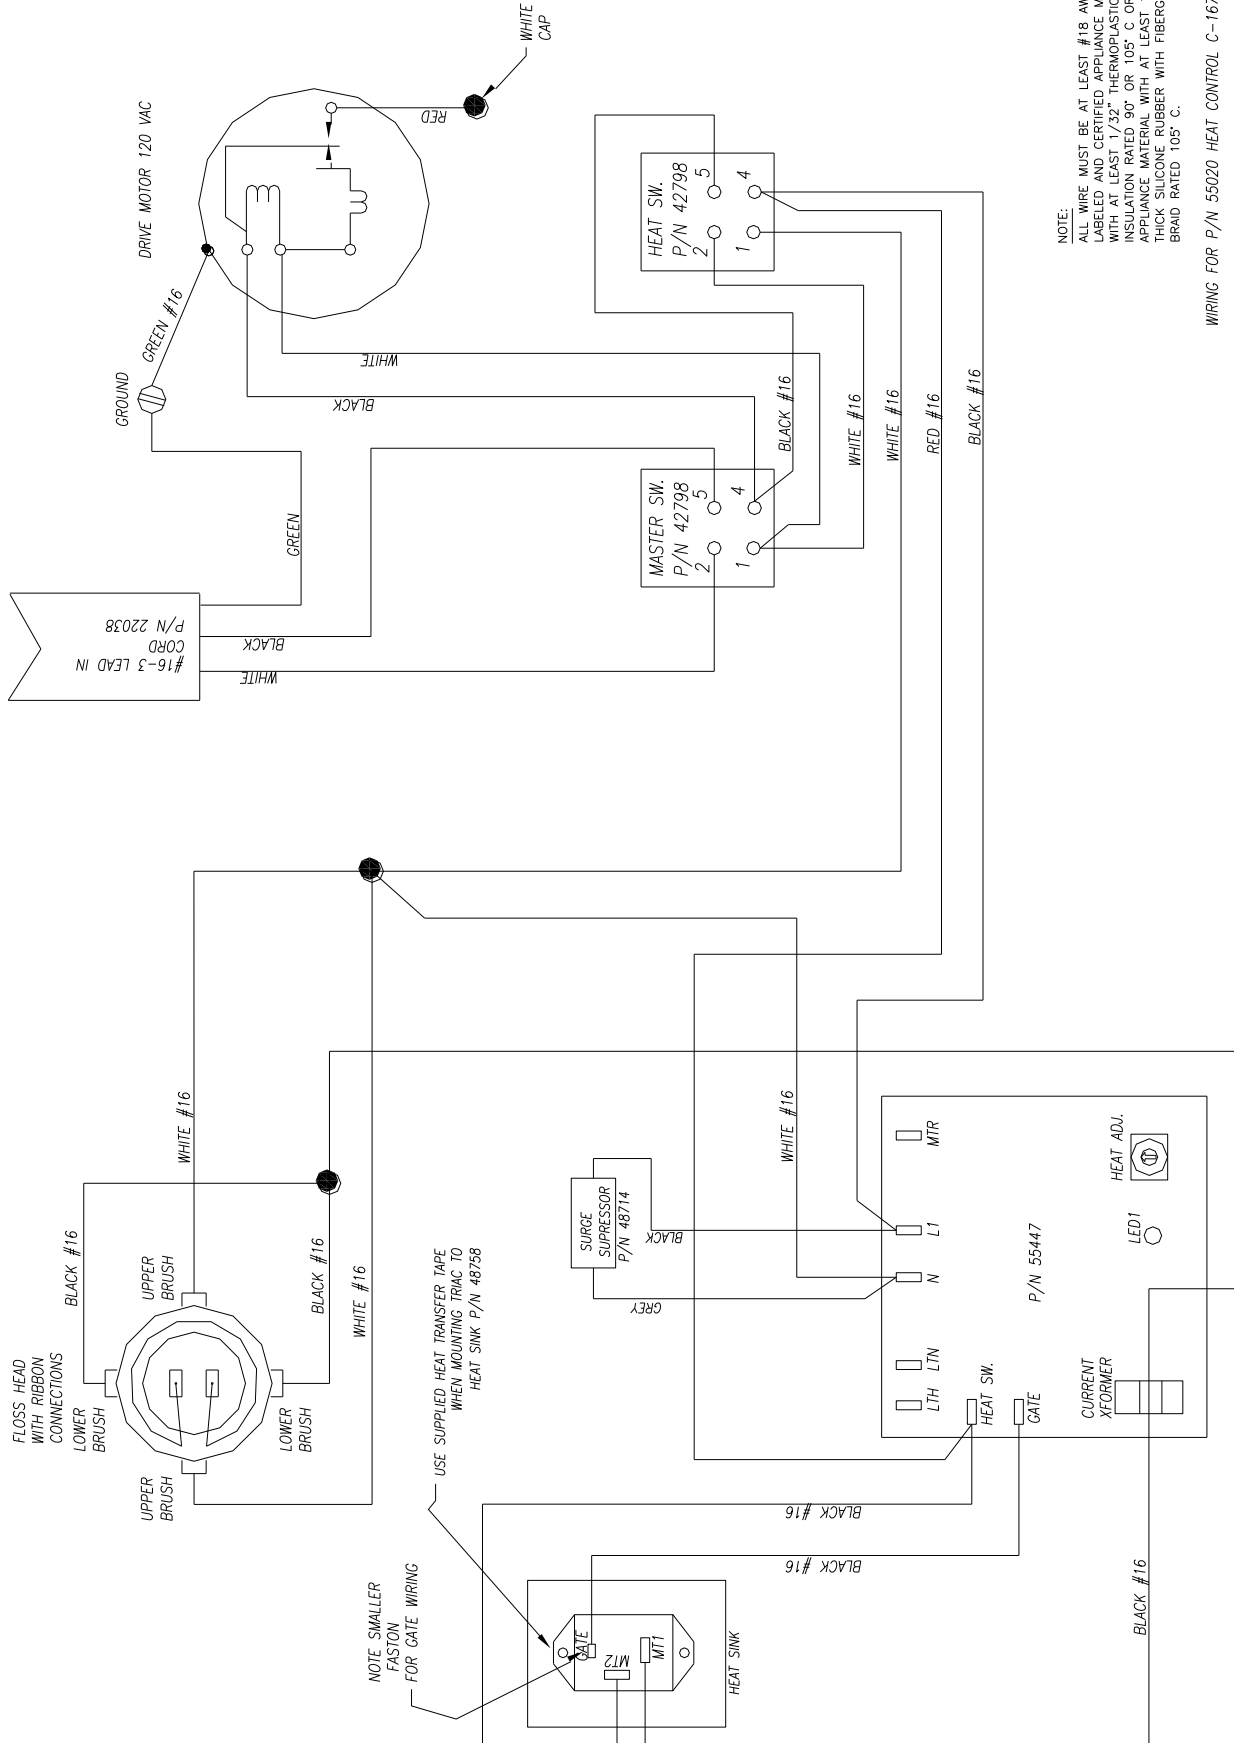 FLOSS HEAD
WITH RIBBON
CONNECTIONS
LOWER
BRUSH
UPPER
BRUSH
UPPER
BRUSH
LOWER
BRUSH
BLACK #16
WHITE #16
BLACK #16
WHITE #16
#16-3 LEAD IN
CORD
P/N 22038
WHITE
BLACK
GREEN
GROUND
GREEN #16
DRIVE MOTOR 120 VAC
RED
WHITE
CAP
BLACK
WHITE
MASTER SW.
P/N 42798
2
5
1
4
HEAT SW.
P/N 42798
2
5
1
4
BLACK #16
WHITE #16
WHITE #16
RED #16
BLACK #16
NOTE SMALLER
FASTON
FOR GATE WIRING
USE SUPPLIED HEAT TRANSFER TAPE
WHEN MOUNTING TRIAC TO
HEAT SINK P/N 48758
GATE
MT2
MT1
HEAT SINK
SURGE
SUPRESSOR
P/N 48714
GREY
BLACK
WHITE #16
BLACK #16
BLACK #16
LTH
LTN
N
L1
MTR
HEAT SW.
GATE
P/N 55447
CURRENT
XFORMER
LED1
HEAT ADJ.
BLACK #16
NOTE:
ALL WIRE MUST BE AT LEAST #18
LABELED AND CERTIFIED APPLIANCE
WITH AT LEAST 1/32" THERMOPLASTIC
INSULATION RATED 90° OR 105° C OR
APPLIANCE MATERIAL WITH AT LEAST
THICK SILICONE RUBBER WITH
BRAID RATED 105° C.
WIRING FOR P/N 55020 HEAT CONTROL C-167